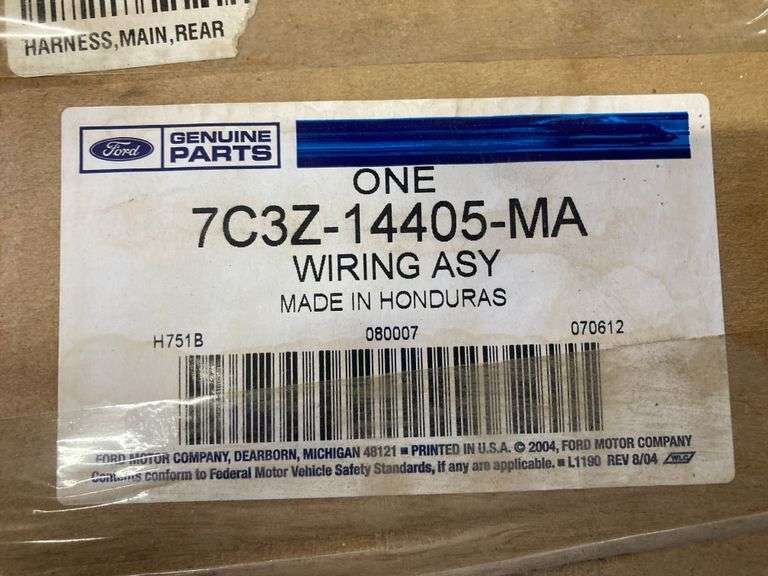 HARNESS,MAIN,REAR
Ford GENUINE PARTS
ONE
7C3Z-14405-MA
WIRING ASY
MADE IN HONDURAS
H751B 080007 070612
FORD MOTOR COMPANY, DEARBORN, MICHIGAN 48121 ■ PRINTED IN U.S.A. © 2004, FORD MOTOR COMPANY
Contents conform to Federal Motor Vehicle Safety Standards, if any are applicable. ■ L1190 REV 8/04 WLC